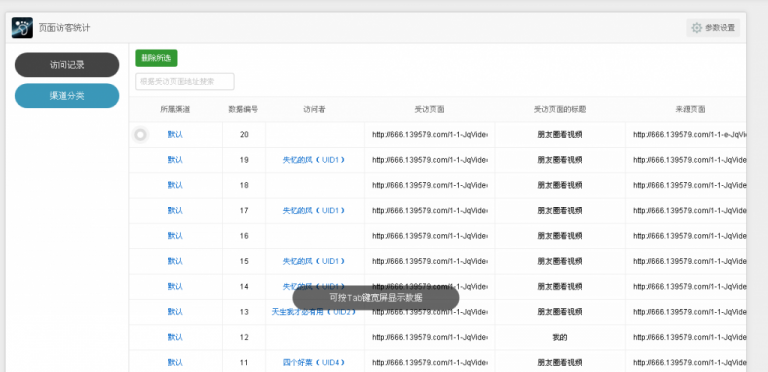 页面访客统计
参数设置
访问记录
渠道分类
删除所选
根据受访页面地址搜索
所属渠道 数据编号 访问者 受访页面 受访页面的标题 来源页面
默认 20 http://666.139579.com/1-1-JqVide 朋友圈看视频 http://666.139579.com/1-1-e-JqVi
默认 19 失忆的风（UID1） http://666.139579.com/1-1-JqVide 朋友圈看视频 http://666.139579.com/1-1-JqVide
默认 18 http://666.139579.com/1-1-JqVide 朋友圈看视频 http://666.139579.com/1-1-JqVide
默认 17 失忆的风（UID1） http://666.139579.com/1-1-JqVide 朋友圈看视频 http://666.139579.com/1-1-JqVide
默认 16 http://666.139579.com/1-1-JqVide 朋友圈看视频 http://666.139579.com/1-1-JqVide
默认 15 失忆的风（UID1） http://666.139579.com/1-1-JqVide 朋友圈看视频 http://666.139579.com/1-1-JqVide
默认 14 失忆的风（UID1） http://666.139579.com/1-1-JqVide 朋友圈看视频 http://666.139579.com/1-1-JqVide
可按Tab键宽屏显示数据
默认 13 天生我才必有用（UID2） http://666.139579.com/1-1-JqVide 朋友圈看视频 http://666.139579.com/1-1-JqVide
默认 12 http://666.139579.com/1-1-JqVide 我的 http://666.139579.com/1-1-JqVide
默认 11 四个好票（UID4） http://666.139579.com/1-1-JqVide 朋友圈看视频 http://666.139579.com/1-1-JqVide